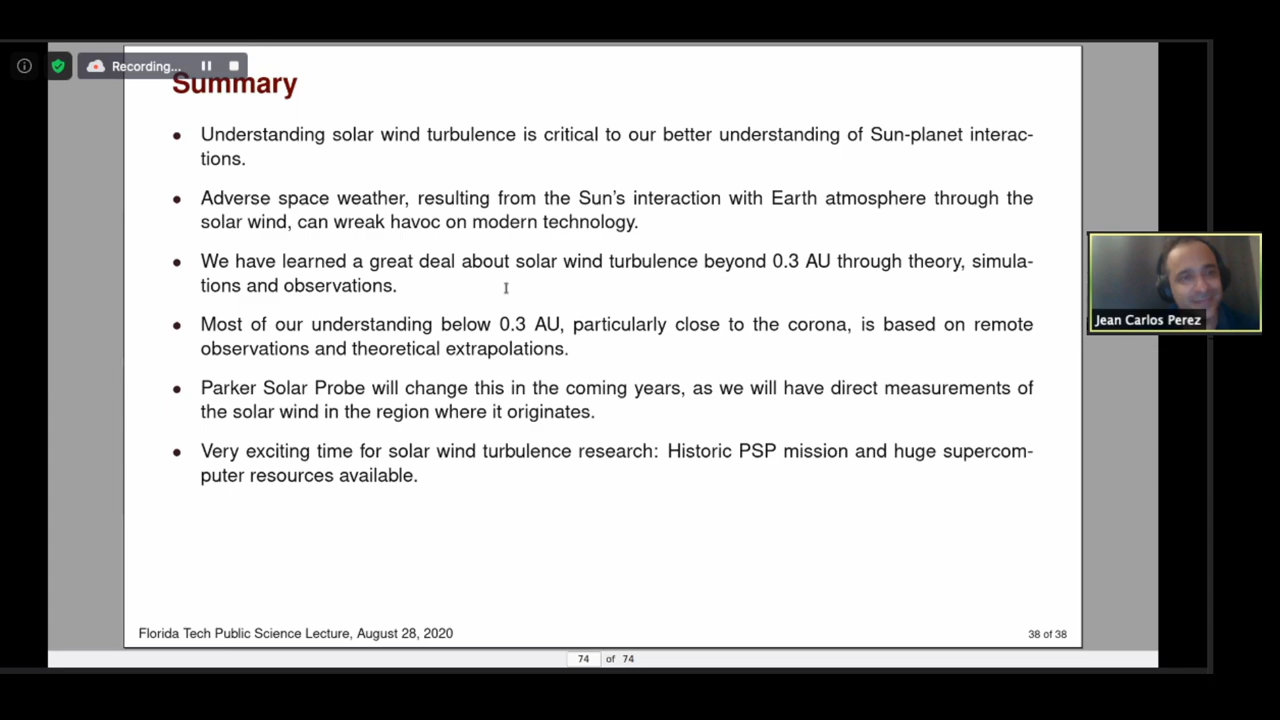 Recording...
Summary
• Understanding solar wind turbulence is critical to our better understanding of Sun-planet interac-
tions.
• Adverse space weather, resulting from the Sun's interaction with Earth atmosphere through the
solar wind, can wreak havoc on modern technology.
• We have learned a great deal about solar wind turbulence beyond 0.3 AU through theory, simula-
tions and observations.
• Most of our understanding below 0.3 AU, particularly close to the corona, is based on remote
observations and theoretical extrapolations.
• Parker Solar Probe will change this in the coming years, as we will have direct measurements of
the solar wind in the region where it originates.
• Very exciting time for solar wind turbulence research: Historic PSP mission and huge supercom-
puter resources available.
Jean Carlos Perez
Florida Tech Public Science Lecture, August 28, 2020
38 of 38
74 of 74